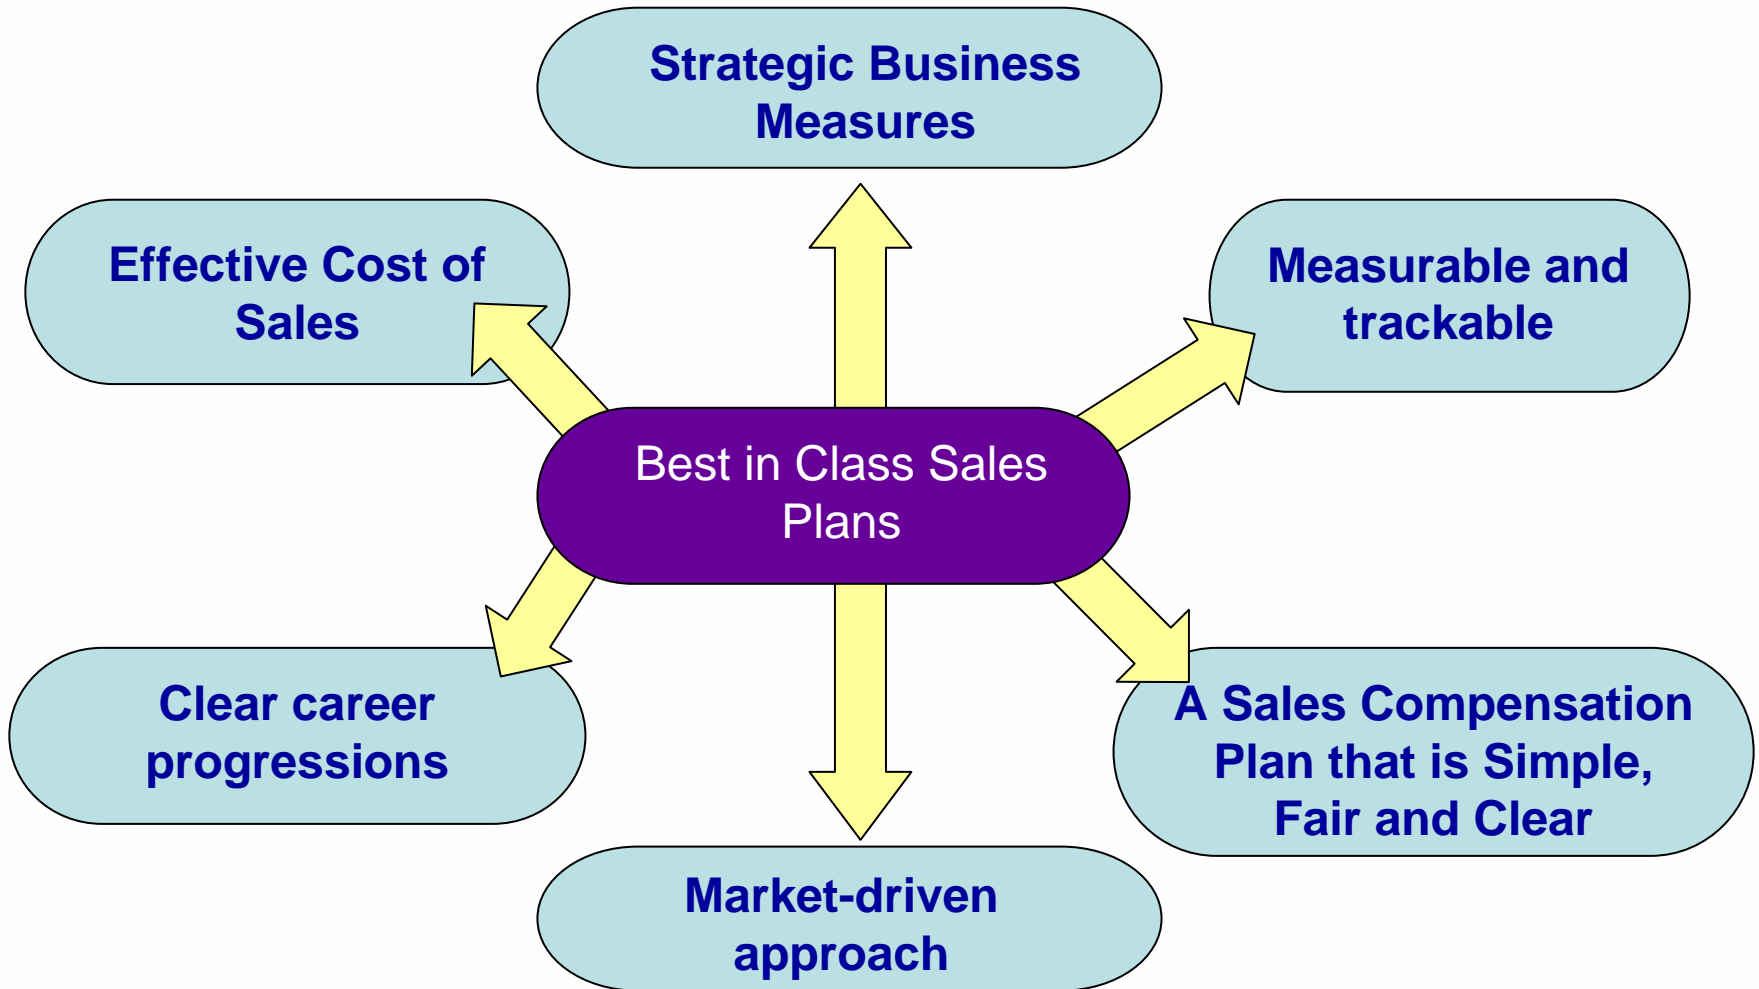 Strategic Business
Measures
Effective Cost of
Sales
Measurable and
trackable
Best in Class Sales
Plans
Clear career
progressions
A Sales Compensation
Plan that is Simple,
Fair and Clear
Market-driven
approach